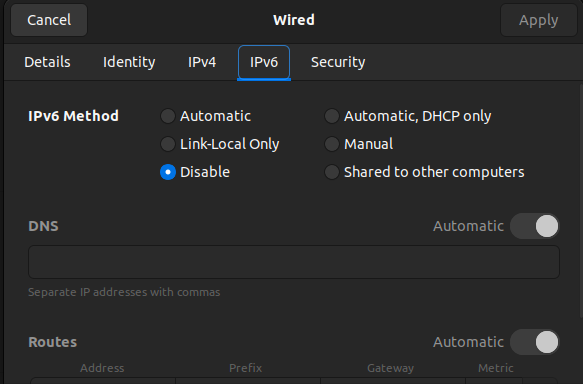 Cancel Wired Apply
Details Identity IPv4 IPv6 Security
IPv6 Method Automatic Automatic, DHCP only
Link-Local Only Manual
Disable Shared to other computers
DNS Automatic
Separate IP addresses with commas
Routes Automatic
Address Prefix Gateway Metric